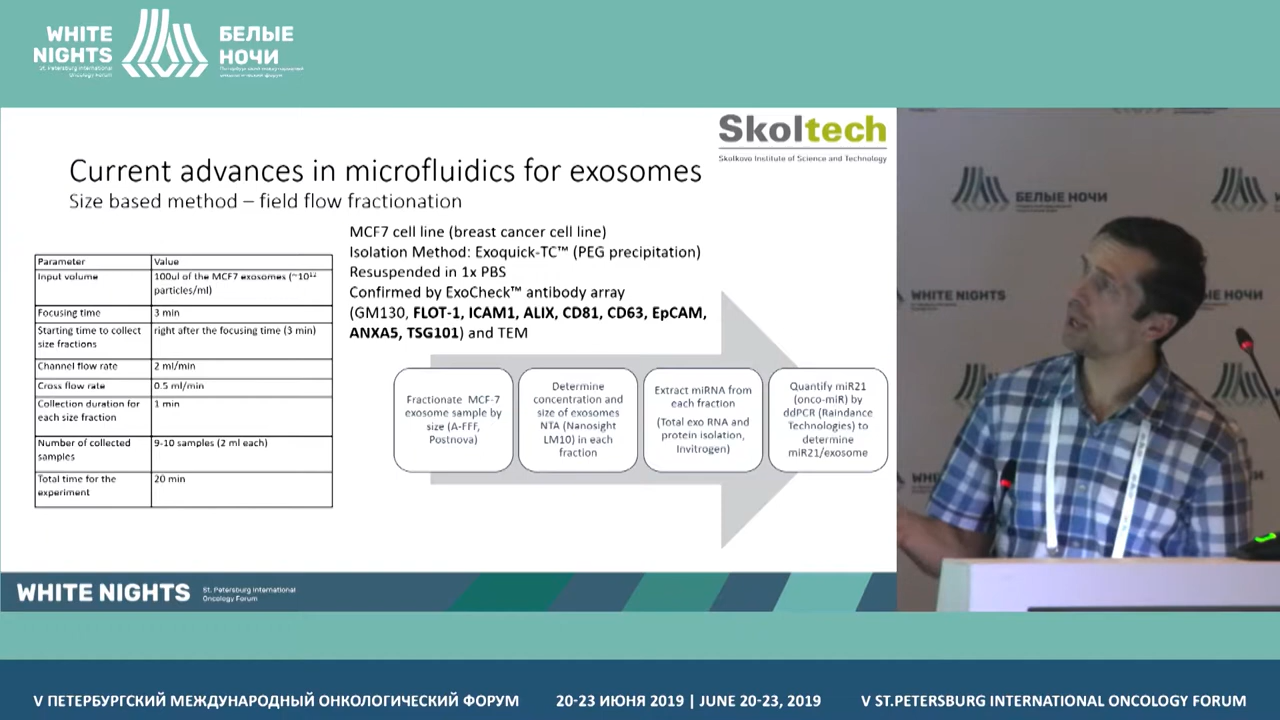 WHITE
NIGHTS
St. Petersburg International
Oncology Forum
БЕЛЫЕ
НОЧИ
Петербургский международный
онкологический форум
Skoltech
Skolkovo Institute of Science and Technology
Current advances in microfluidics for exosomes
Size based method – field flow fractionation
MCF7 cell line (breast cancer cell line)
Isolation Method: Exoquick-TC™ (PEG precipitation)
Resuspended in 1x PBS
Confirmed by ExoCheck™ antibody array
(GM130, FLOT-1, ICAM1, ALIX, CD81, CD63, EpCAM,
ANXA5, TSG101) and TEM
Parameter Value
Input volume 100ul of the MCF7 exosomes (~10¹²
particles/ml)
Focusing time 3 min
Starting time to collect right after the focusing time (3 min)
size fractions
Channel flow rate 2 ml/min
Cross flow rate 0.5 ml/min
Collection duration for 1 min
each size fraction
Number of collected 9-10 samples (2 ml each)
samples
Total time for the 20 min
experiment
Fractionate MCF-7
exosome sample by
size (A-FFF,
Postnova)
Determine
concentration and
size of exosomes
NTA (Nanosight
LM10) in each
fraction
Extract miRNA from
each fraction
(Total exo RNA and
protein isolation,
Invitrogen)
Quantify miR21
(onco-miR) by
ddPCR (Raindance
Technologies) to
determine
miR21/exosome
WHITE NIGHTS
St. Petersburg International
Oncology Forum
БЕЛЫЕ НОЧИ
WHITE NIGHTS
V ПЕТЕРБУРГСКИЙ МЕЖДУНАРОДНЫЙ ОНКОЛОГИЧЕСКИЙ ФОРУМ 20-23 ИЮНЯ 2019 | JUNE 20-23, 2019 V ST.PETERSBURG INTERNATIONAL ONCOLOGY FORUM